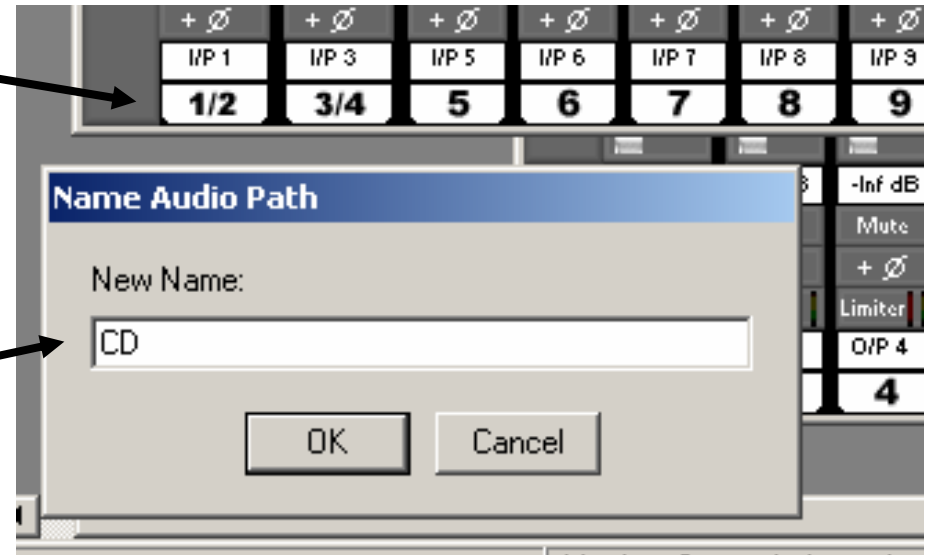 + Ø + Ø + Ø + Ø + Ø + Ø + Ø
I/P 1 I/P 3 I/P 5 I/P 6 I/P 7 I/P 8 I/P 9
1/2 3/4 5 6 7 8 9
Name Audio Path
-Inf dB
Mute
New Name:
+ Ø
Limiter
CD
O/P 4
4
OK Cancel